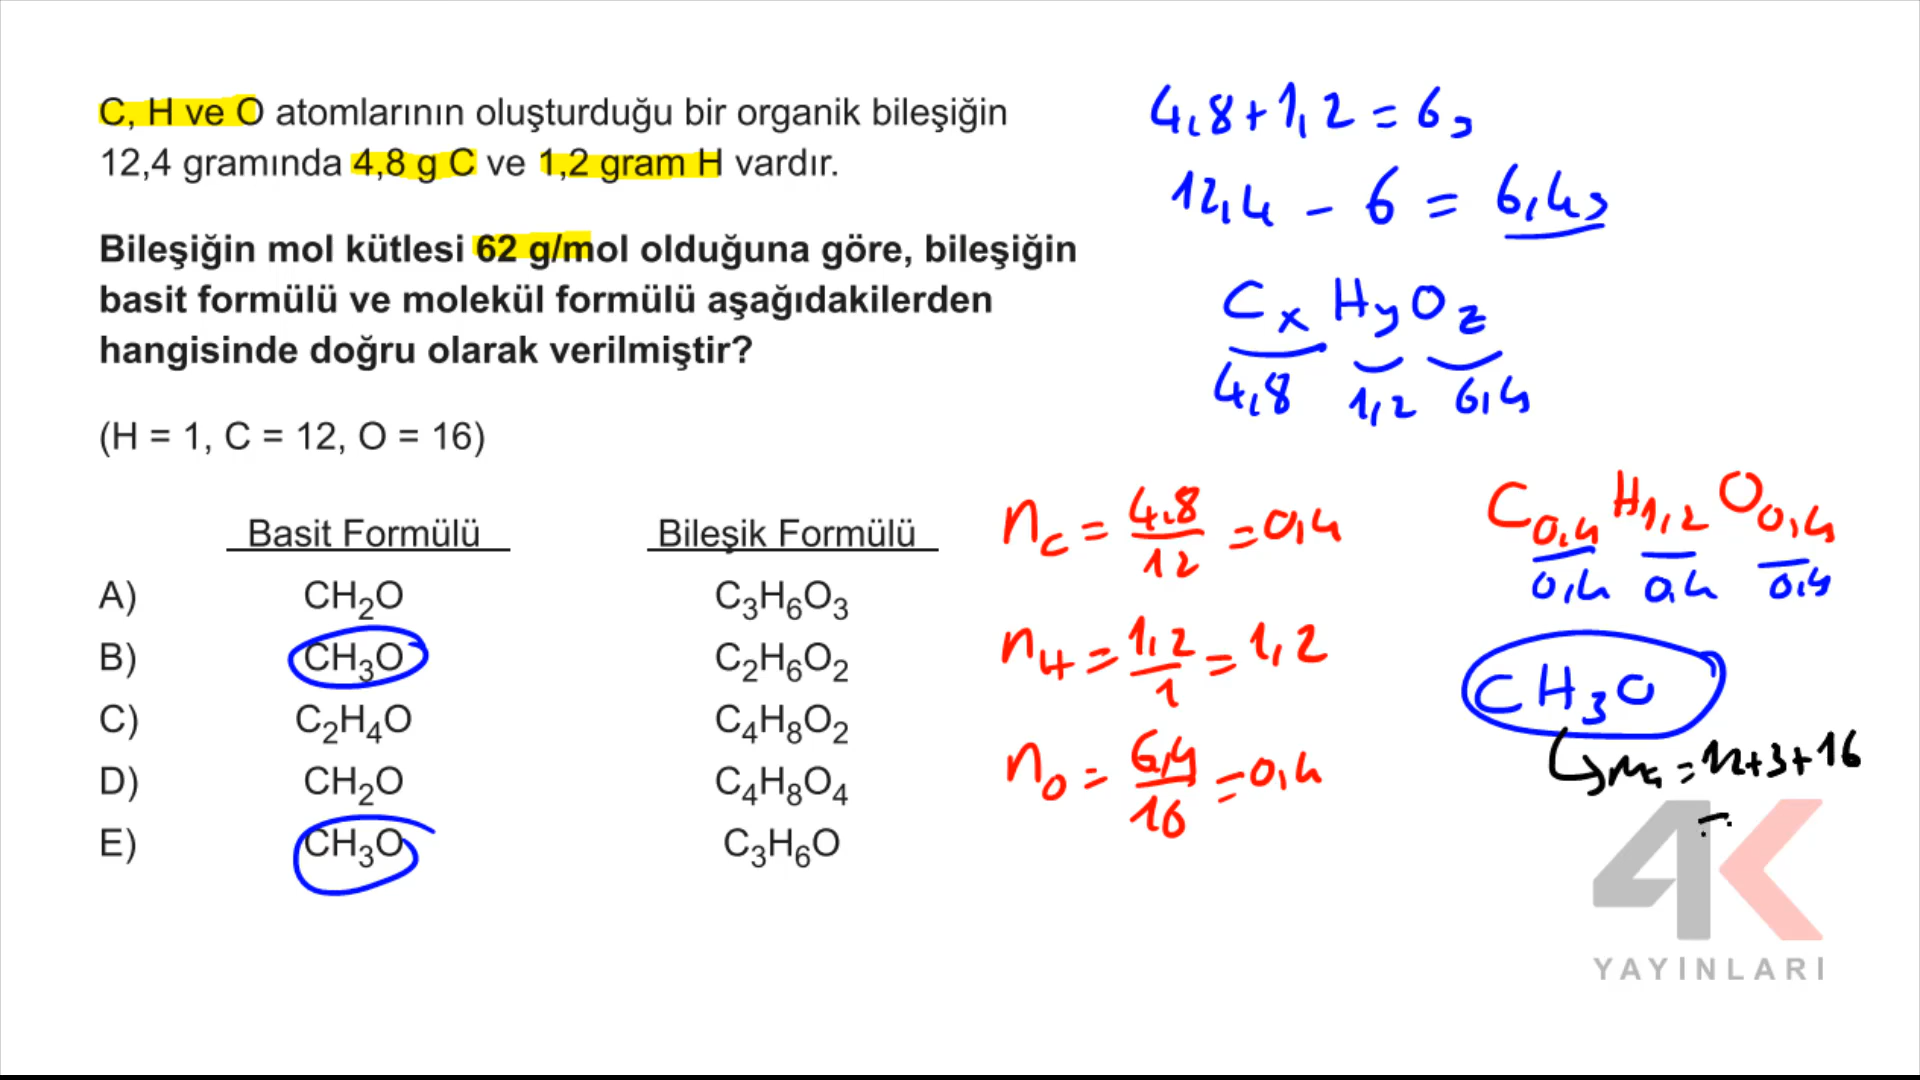 C, H ve O atomlarının oluşturduğu bir organik bileşiğin
12,4 gramında 4,8 g C ve 1,2 gram H vardır.
Bileşiğin mol kütlesi 62 g/mol olduğuna göre, bileşiğin
basit formülü ve molekül formülü aşağıdakilerden
hangisinde doğru olarak verilmiştir?
(H = 1, C = 12, O = 16)
Basit Formülü Bileşik Formülü
A) CH₂O C₃H₆O₃
B) CH₃O C₂H₆O₂
C) C₂H₄O C₄H₈O₂
D) CH₂O C₄H₈O₄
E) CH₃O C₃H₆O
4,8+1,2 = 6g
12,4 - 6 = 6,4g
CxHyOz
4,8 1,2 6,4
nC = 4,8/12 = 0,4
nH = 1,2/1 = 1,2
nO = 6,4/16 = 0,4
C0,4 H1,2 O0,4
0,4 0,4 0,4
CH₃O
= 12+3+16
4K
YAYINLARI